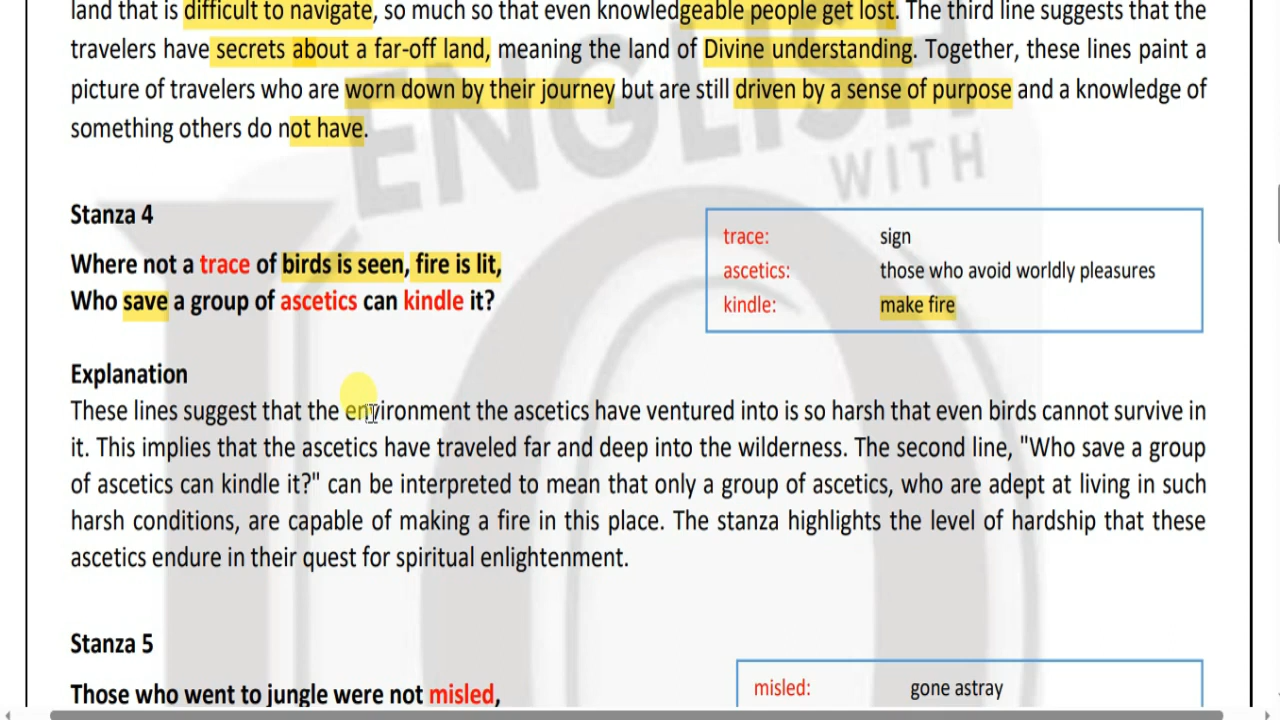 land that is difficult to navigate, so much so that even knowledgeable people get lost. The third line suggests that the
travelers have secrets about a far-off land, meaning the land of Divine understanding. Together, these lines paint a
picture of travelers who are worn down by their journey but are still driven by a sense of purpose and a knowledge of
something others do not have.
ENGLISH
WITH
Stanza 4
Where not a trace of birds is seen, fire is lit,
Who save a group of ascetics can kindle it?
trace: sign
ascetics: those who avoid worldly pleasures
kindle: make fire
Explanation
These lines suggest that the environment the ascetics have ventured into is so harsh that even birds cannot survive in
it. This implies that the ascetics have traveled far and deep into the wilderness. The second line, "Who save a group
of ascetics can kindle it?" can be interpreted to mean that only a group of ascetics, who are adept at living in such
harsh conditions, are capable of making a fire in this place. The stanza highlights the level of hardship that these
ascetics endure in their quest for spiritual enlightenment.
Stanza 5
Those who went to jungle were not misled,
misled: gone astray